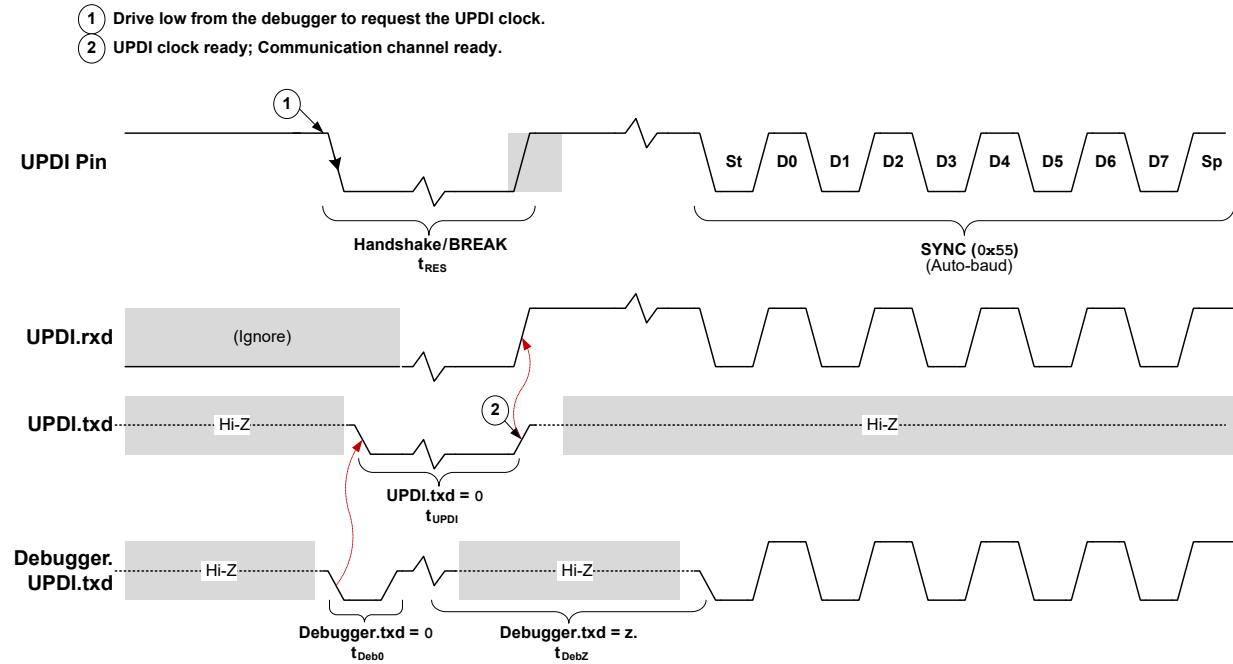 1 Drive low from the debugger to request the UPDI clock.
2 UPDI clock ready; Communication channel ready.
1
UPDI Pin
St D0 D1 D2 D3 D4 D5 D6 D7 Sp
Handshake/BREAK
tRES
SYNC (0x55)
(Auto-baud)
UPDI.rxd
(Ignore)
2
UPDI.txd
Hi-Z
Hi-Z
UPDI.txd = 0
tUPDI
Debugger.
UPDI.txd
Hi-Z
Hi-Z
Debugger.txd = 0
tDeb0
Debugger.txd = z.
tDebZ